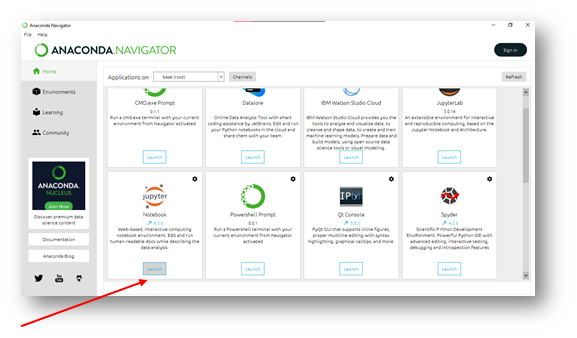 Anaconda Navigator
File Help
ANACONDA.NAVIGATOR
Sign in
Home
Environments
Learning
Community
Applications on base (root) Channels Refresh
CMD.exe Prompt
0.1.1
Run a cmd.exe terminal with your current
environment from Navigator activated
Launch
Datalore
Online Data Analysis Tool with smart
coding assistance by JetBrains. Edit and run
your Python notebooks in the cloud and
share them with your team.
Launch
IBM Watson Studio Cloud
IBM Watson Studio Cloud provides you the
tools to analyze and visualize data, to
cleanse and shape data, to create and train
machine learning models. Prepare data and
build models, using open source data
science tools or visual modeling.
Launch
JupyterLab
3.0.14
An extensible environment for interactive
and reproducible computing, based on the
Jupyter Notebook and Architecture.
Launch
jupyter
Notebook
6.3.0
Web-based, interactive computing
notebook environment. Edit and run
human-readable docs while describing the
data analysis.
Launch
Powershell Prompt
0.0.1
Run a Powershell terminal with your
current environment from Navigator
activated
Launch
IP[y]:
Qt Console
5.0.3
PyQt GUI that supports inline figures,
proper multiline editing with syntax
highlighting, graphical calltips, and more.
Launch
Spyder
4.2.5
Scientific PYthon Development
EnviRonment. Powerful Python IDE with
advanced editing, interactive testing,
debugging and introspection features
Launch
ANACONDA
NUCLEUS
Join Now
Discover premium data
science content
Documentation
Anaconda Blog
You
Tube